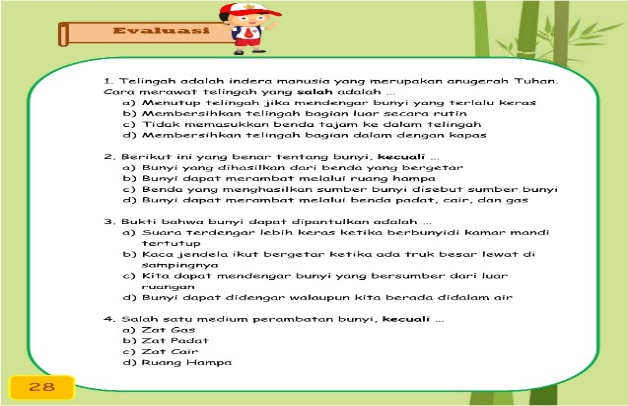 Evaluasi
1. Telingah adalah indera manusia yang merupakan anugerah Tuhan.
Cara merawat telingah yang salah adalah ...
a) Menutup telingah jika mendengar bunyi yang terlalu keras
b) Membersihkan telingah bagian luar secara rutin
c) Tidak memasukkan benda tajam ke dalam telingah
d) Membersihkan telingah bagian dalam dengan kapas
2. Berikut ini yang benar tentang bunyi, kecuali ...
a) Bunyi yang dihasilkan dari benda yang bergetar
b) Bunyi dapat merambat melalui ruang hampa
c) Benda yang menghasilkan sumber bunyi disebut sumber bunyi
d) Bunyi dapat merambat melalui benda padat, cair, dan gas
3. Bukti bahwa bunyi dapat dipantulkan adalah ...
a) Suara terdengar lebih keras ketika berbunyidi kamar mandi
tertutup
b) Kaca jendela ikut bergetar ketika ada truk besar lewat di
sampingnya
c) Kita dapat mendengar bunyi yang bersumber dari luar
ruangan
d) Bunyi dapat didengar walaupun kita berada didalam air
4. Salah satu medium perambatan bunyi, kecuali ...
a) Zat Gas
b) Zat Padat
c) Zat Cair
d) Ruang Hampa
28